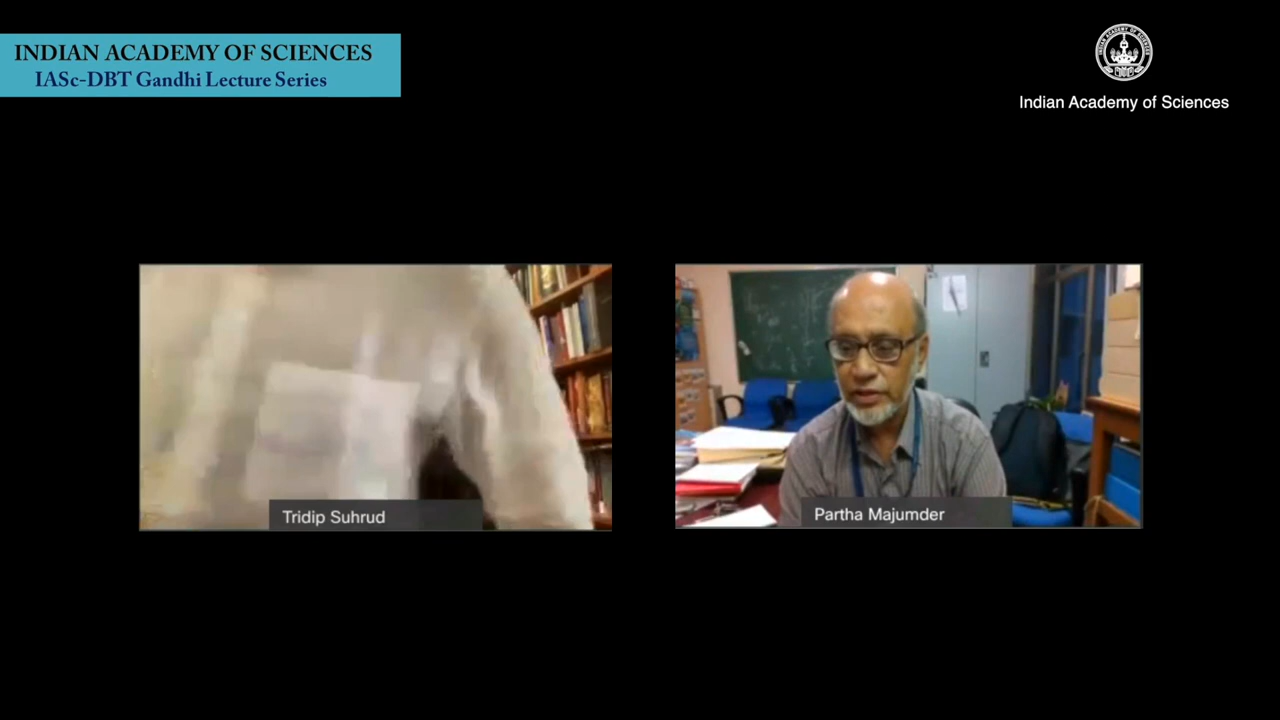 INDIAN ACADEMY OF SCIENCES
IASc-DBT Gandhi Lecture Series
Indian Academy of Sciences
Tridip Suhrud
Partha Majumder